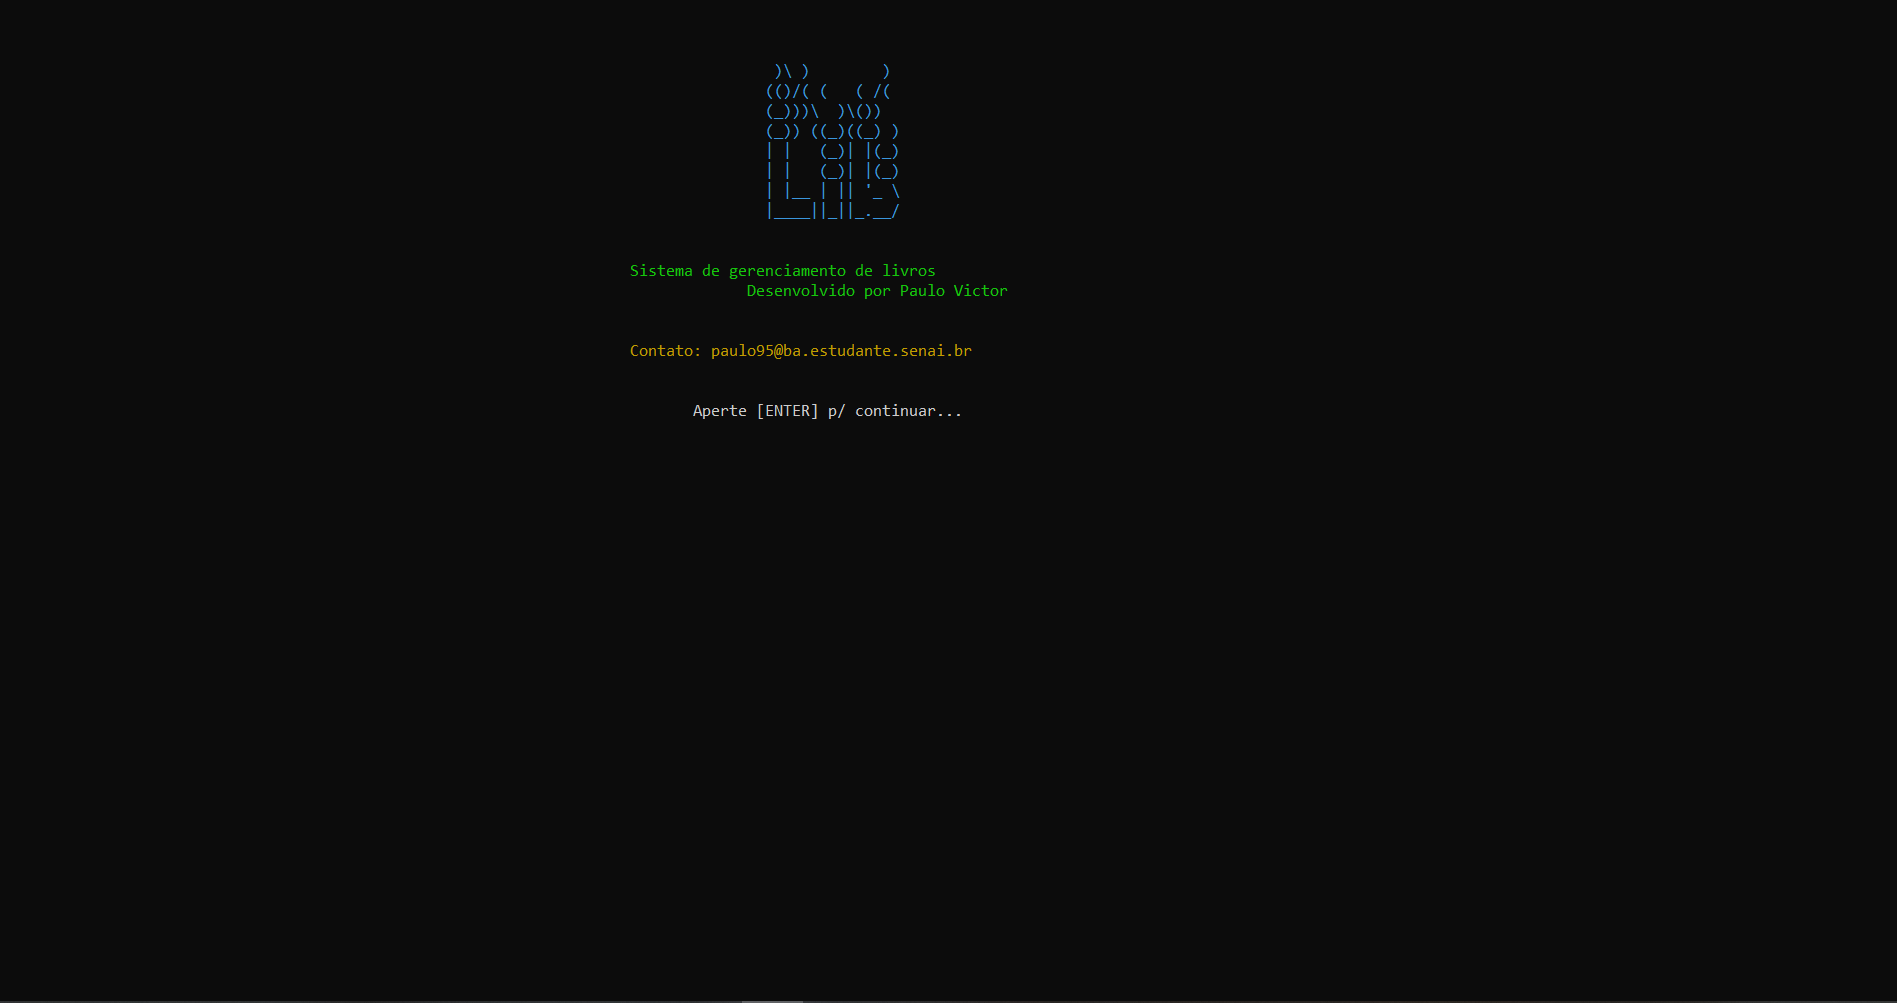 )\ )        )
(()/( (   ( /(
(_)))\  )\())
(_)) ((_)((_) )
| |   (_)| |(_)
| |   (_)| |(_)
| |__ | || '_ \
|____||_||_.__/
Sistema de gerenciamento de livros
Desenvolvido por Paulo Victor
Contato: paulo95@ba.estudante.senai.br
Aperte [ENTER] p/ continuar...